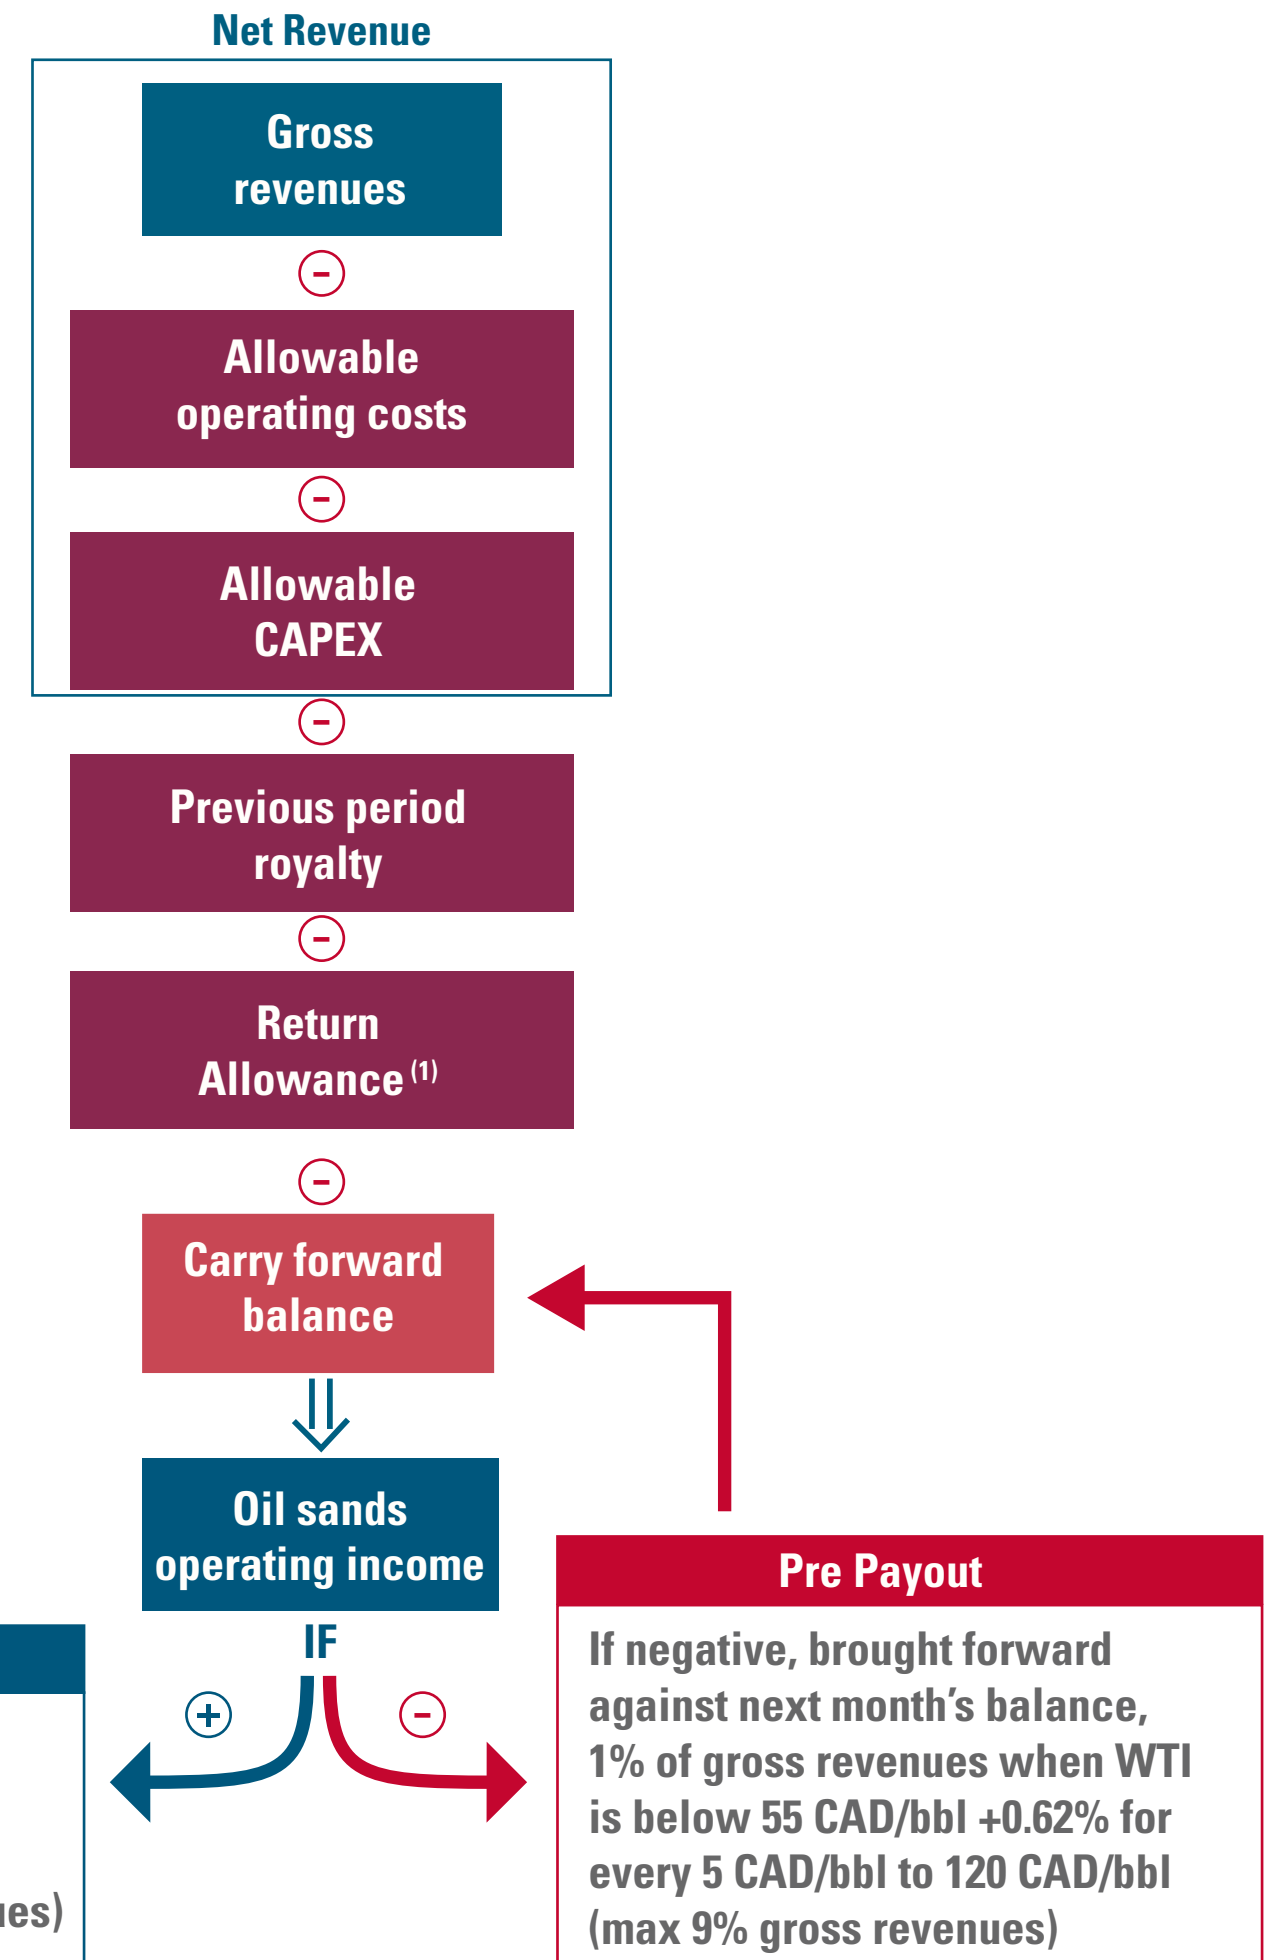 Net Revenue
Gross
revenues
-
Allowable
operating costs
-
Allowable
CAPEX
-
Previous period
royalty
-
Return
Allowance (1)
-
Carry forward
balance
Oil sands
operating income
IF
+
-
Pre Payout
If negative, brought forward
against next month's balance,
1% of gross revenues when WTI
is below 55 CAD/bbl +0.62% for
every 5 CAD/bbl to 120 CAD/bbl
(max 9% gross revenues)